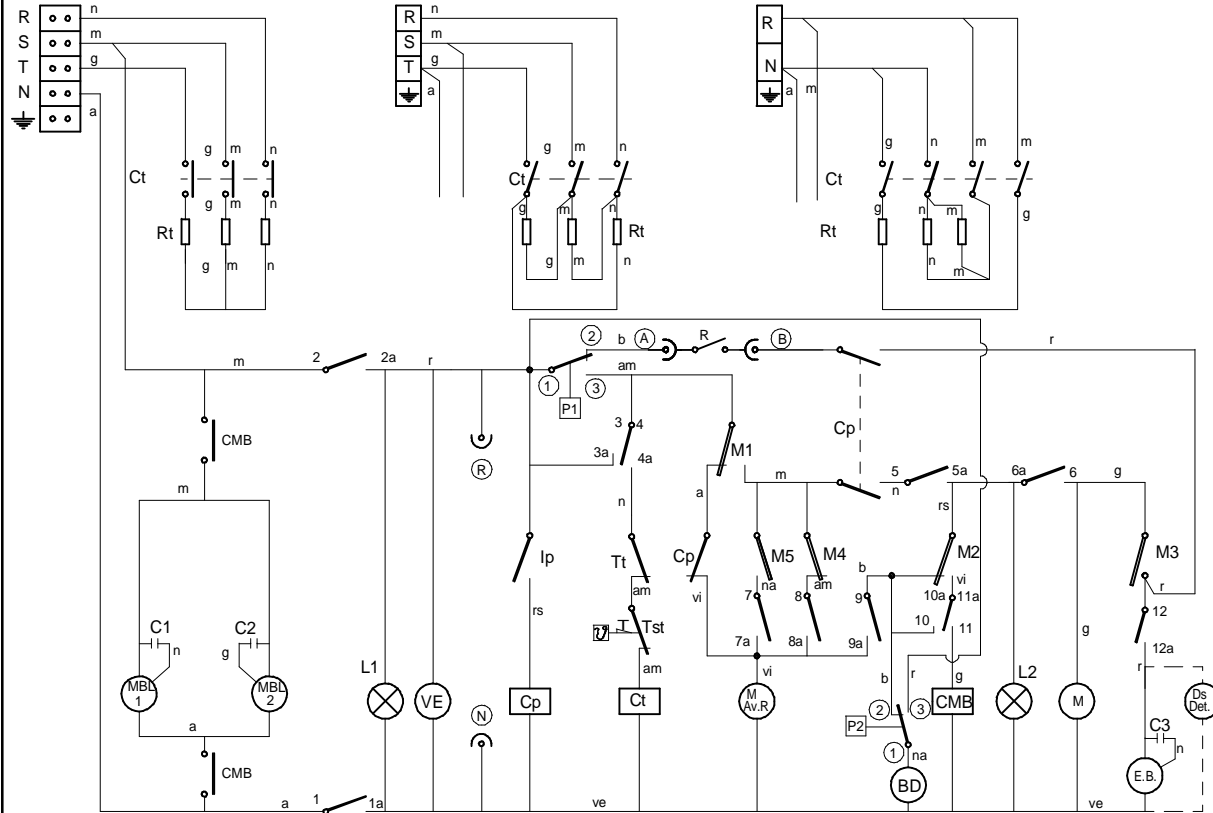 R n R n R
S m S m
T g T g N
N a a m
a
g m n g m n g n m m
Ct Ct Ct
g m n g m n g n m g
Rt Rt Rt
g m n g m n n m
2 b A R B r
m 2 2a r am
1 3
P1
3 4 Cp
CMB 3a 4a M1
R m 5 5a 6a 6 g
m a n
n rs
Ip Tt Cp M5 M4 M2 M3
b
am na am vi r
vi 7 8 9 10a 11a
rs 12
C1 C2 T Tst 10 11
n g 7a 8a 9a 12a
L1 am vi b r g g r
L2
MBL 1 MBL 2 VE Cp Ct M Av.R 2 3 CMB M Ds Det.
N P2 C3
a 1 na n
CMB BD E.B.
a 1 1a ve ve